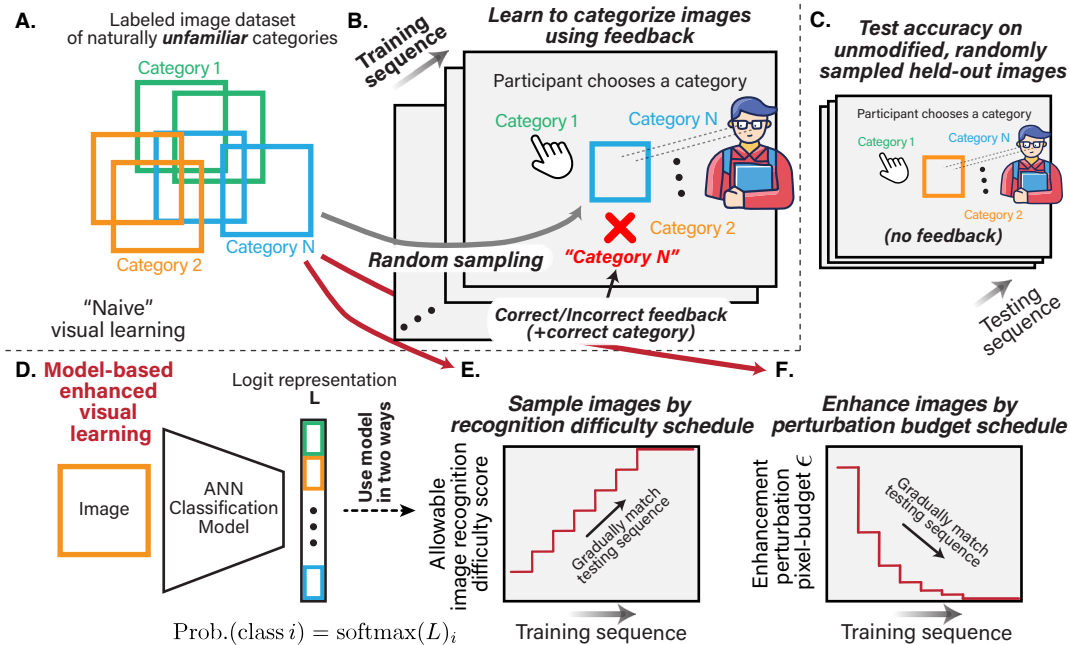 A.
Labeled image dataset
of naturally unfamiliar categories
Category 1
Category 2
Category N
"Naive"
visual learning
B.
Training
sequence
Learn to categorize images
using feedback
Participant chooses a category
Category 1
Category N
Category 2
"Category N"
Random sampling
Correct/Incorrect feedback
(+correct category)
C.
Test accuracy on
unmodified, randomly
sampled held-out images
Participant chooses a category
Category 1
Category N
Category 2
(no feedback)
Testing
sequence
D.
Model-based
enhanced
visual
learning
Image
ANN
Classification
Model
Logit representation
L
Use model
in two ways
Prob.(class i) = softmax(L)i
E.
Sample images by
recognition difficulty schedule
Allowable
image recognition
difficulty score
Gradually match
testing sequence
Training sequence
F.
Enhance images by
perturbation budget schedule
Enhancement
perturbation
pixel-budget ϵ
Gradually match
testing sequence
Training sequence